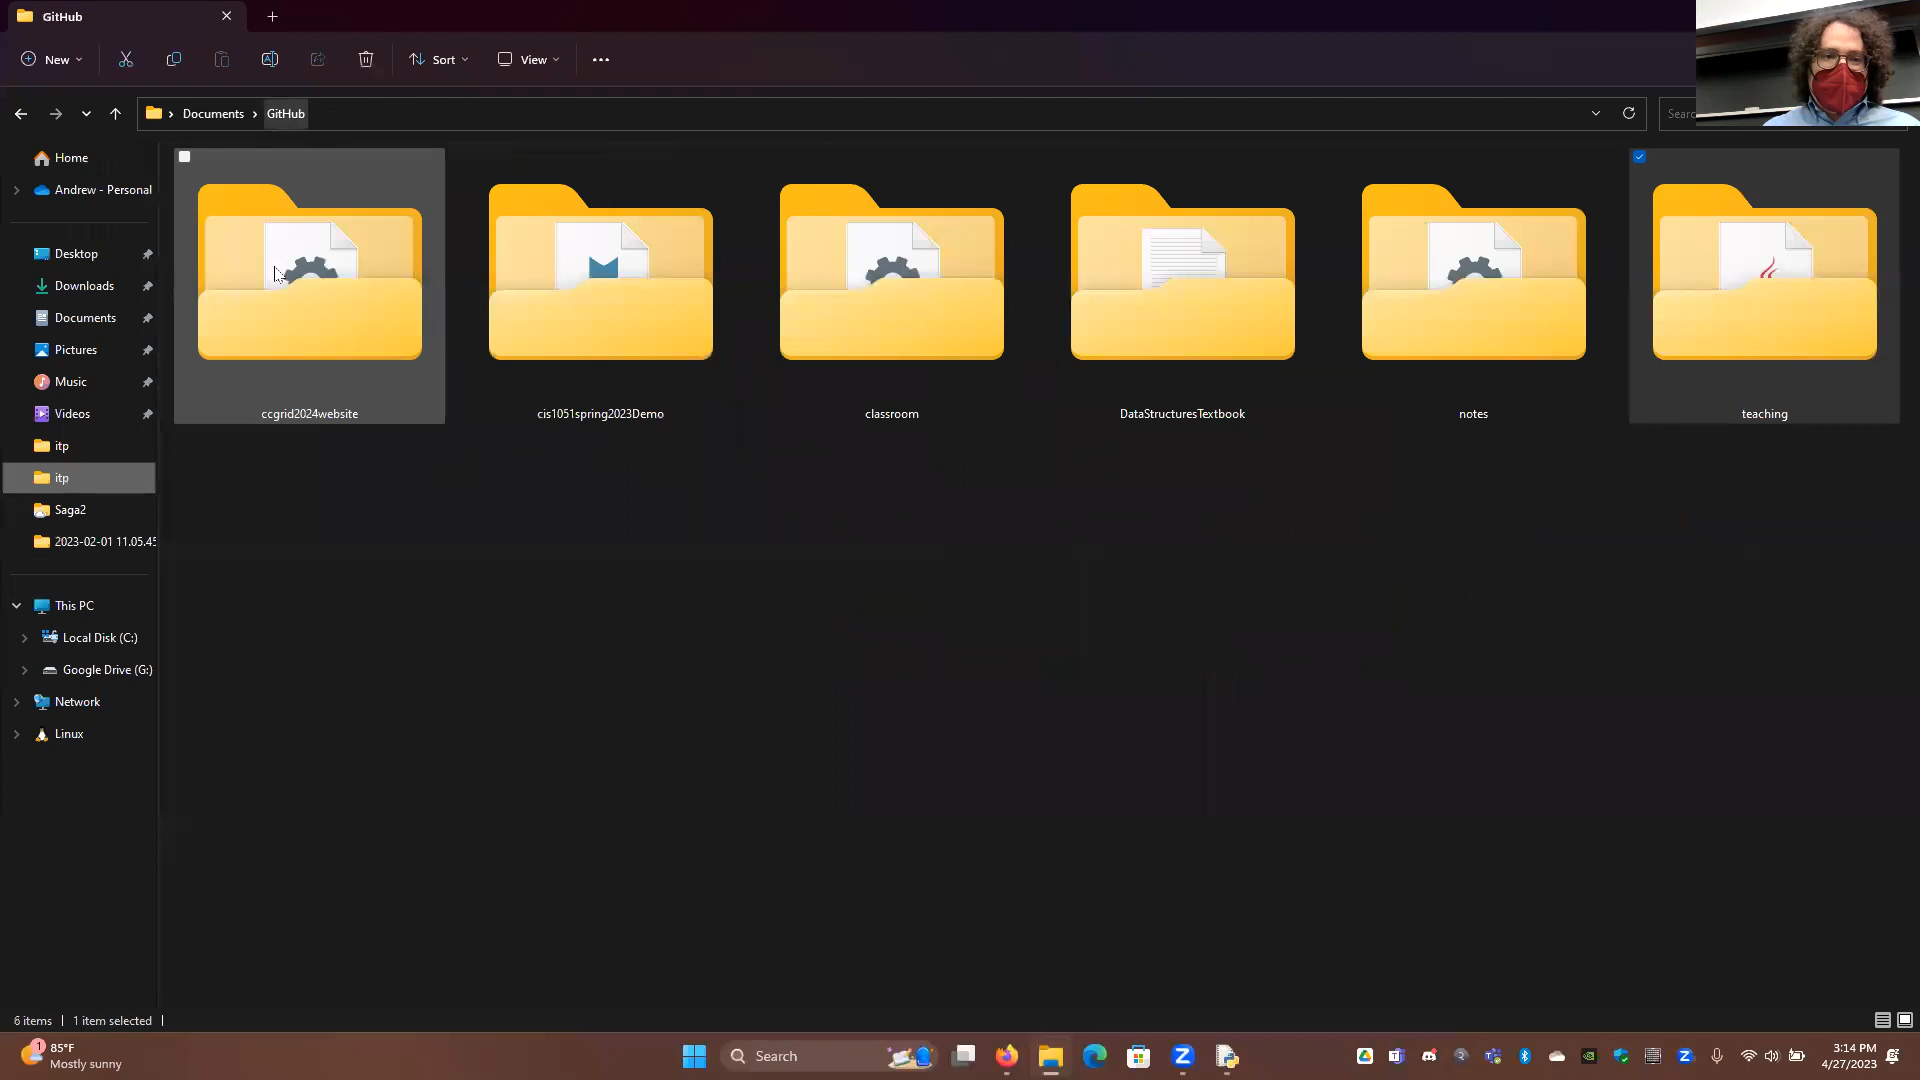 GitHub
New
Sort
View
Documents
GitHub
Home
Andrew - Personal
Desktop
Downloads
Documents
Pictures
Music
Videos
itp
itp
Saga2
2023-02-01 11.05.45
This PC
Local Disk (C:)
Google Drive (G:)
Network
Linux
ccgrid2024website
cis1051spring2023Demo
classroom
DataStructuresTextbook
notes
teaching
6 items
1 item selected
1
85°F
Mostly sunny
Search
3:14 PM
4/27/2023